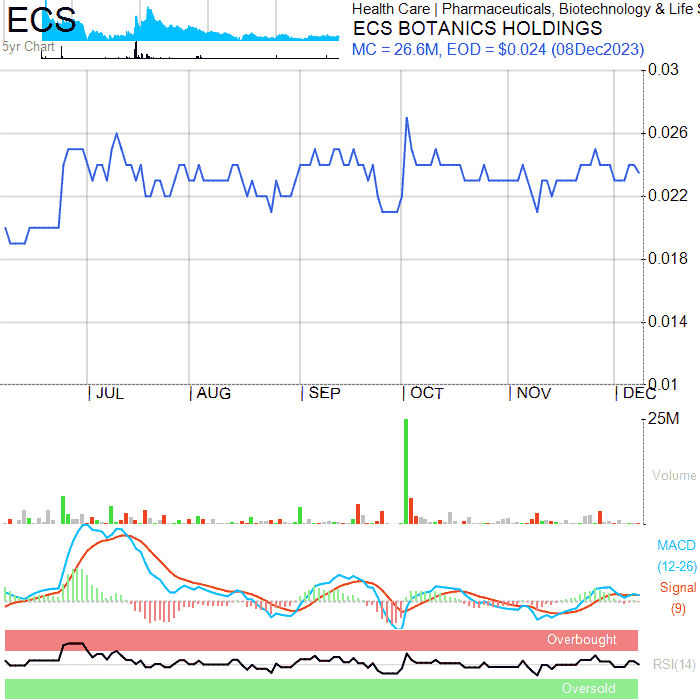 ECS
5yr Chart
Health Care | Pharmaceuticals, Biotechnology & Life S
ECS BOTANICS HOLDINGS
MC = 26.6M, EOD = $0.024 (08Dec2023)
0.03
0.026
0.022
0.018
0.014
0.01
JUL AUG SEP OCT NOV DEC
25M
Volume
MACD
(12-26)
Signal
(9)
Overbought
RSI(14)
Oversold